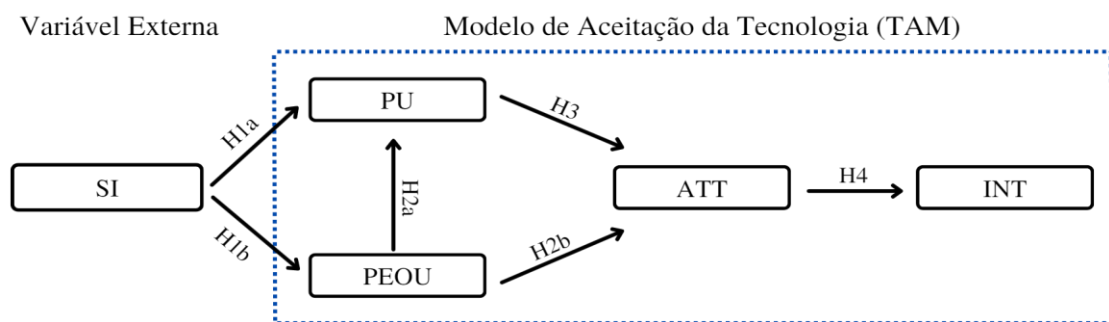 Variável Externa
Modelo de Aceitação da Tecnologia (TAM)
PU
H1a
H3
SI
H2a
ATT
H4
INT
H1b
H2b
PEOU